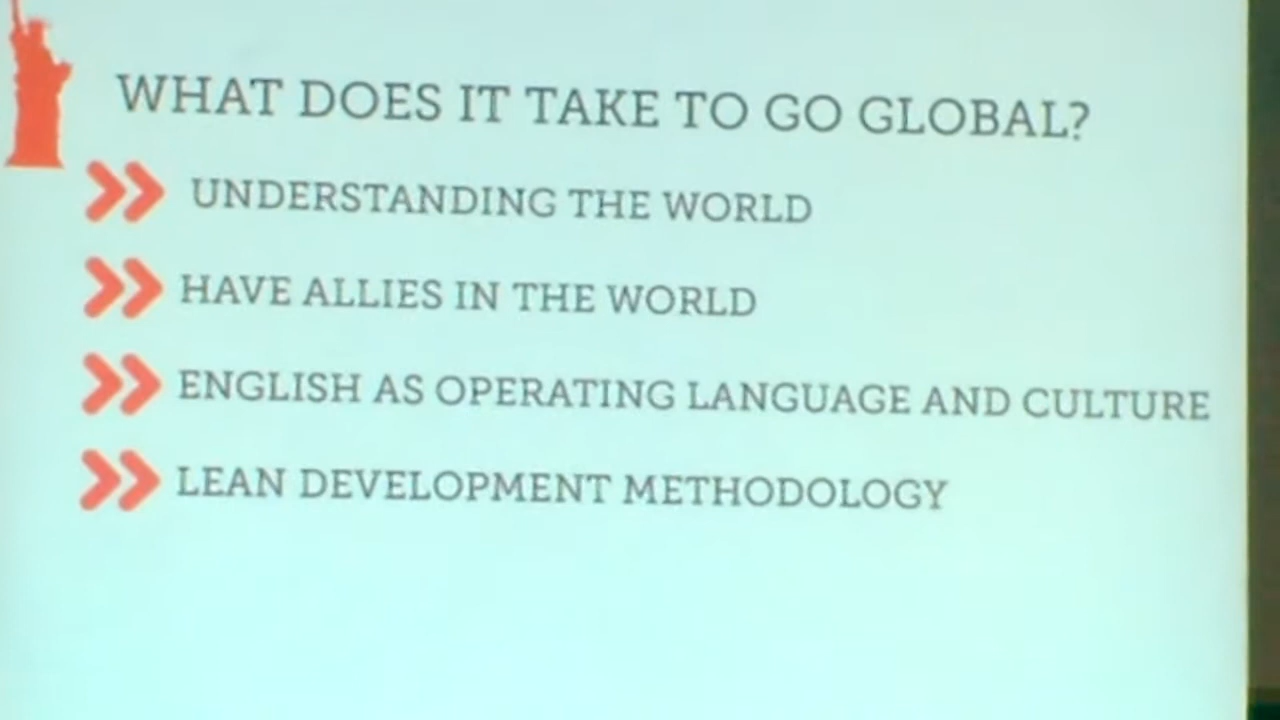 WHAT DOES IT TAKE TO GO GLOBAL?
UNDERSTANDING THE WORLD
HAVE ALLIES IN THE WORLD
ENGLISH AS OPERATING LANGUAGE AND CULTURE
LEAN DEVELOPMENT METHODOLOGY